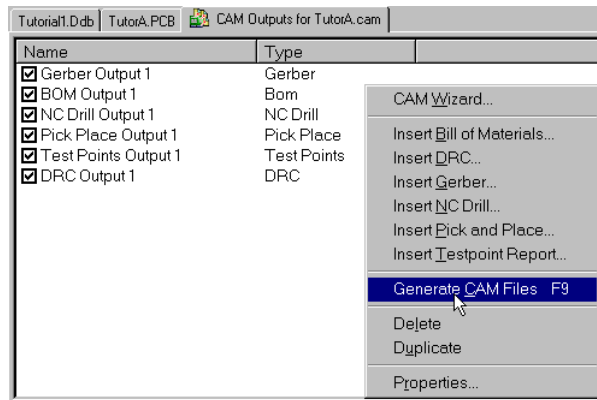 Tutorial1.Ddb TutorA.PCB CAM Outputs for TutorA.cam
Name Type
Gerber Output 1 Gerber
BOM Output 1 Bom
NC Drill Output 1 NC Drill
Pick Place Output 1 Pick Place
Test Points Output 1 Test Points
DRC Output 1 DRC
CAM Wizard...
Insert Bill of Materials...
Insert DRC...
Insert Gerber...
Insert NC Drill...
Insert Pick and Place...
Insert Testpoint Report...
Generate CAM Files F9
Delete
Duplicate
Properties...